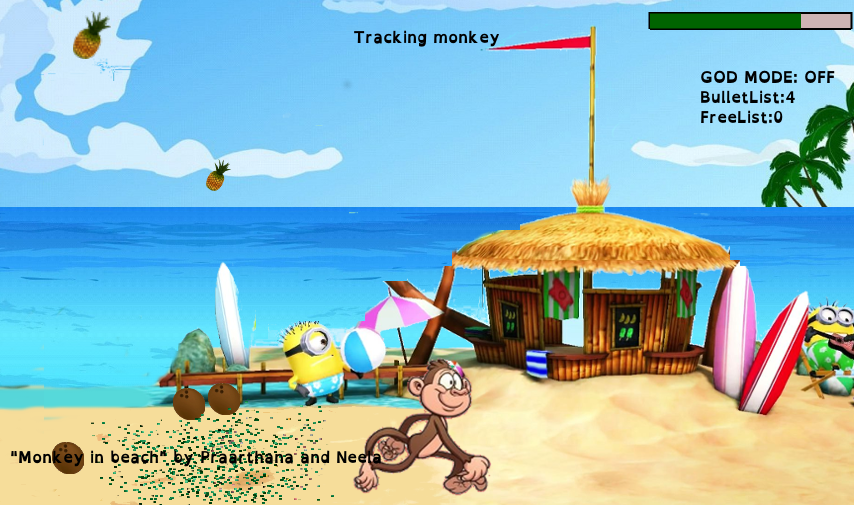 Tracking monkey
GOD MODE: OFF
BulletList:4
FreeList:0
"Monkey in beach" by Praarthana and Neela